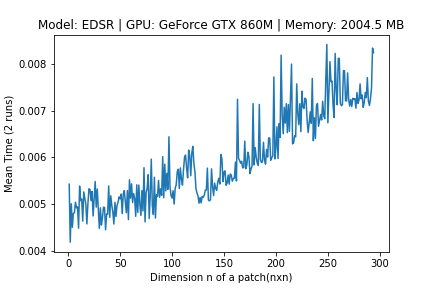 Model: EDSR | GPU: GeForce GTX 860M | Memory: 2004.5 MB
0.008
0.007
0.006
0.005
0.004
Mean Time (2 runs)
0 50 100 150 200 250 300
Dimension n of a patch(nxn)